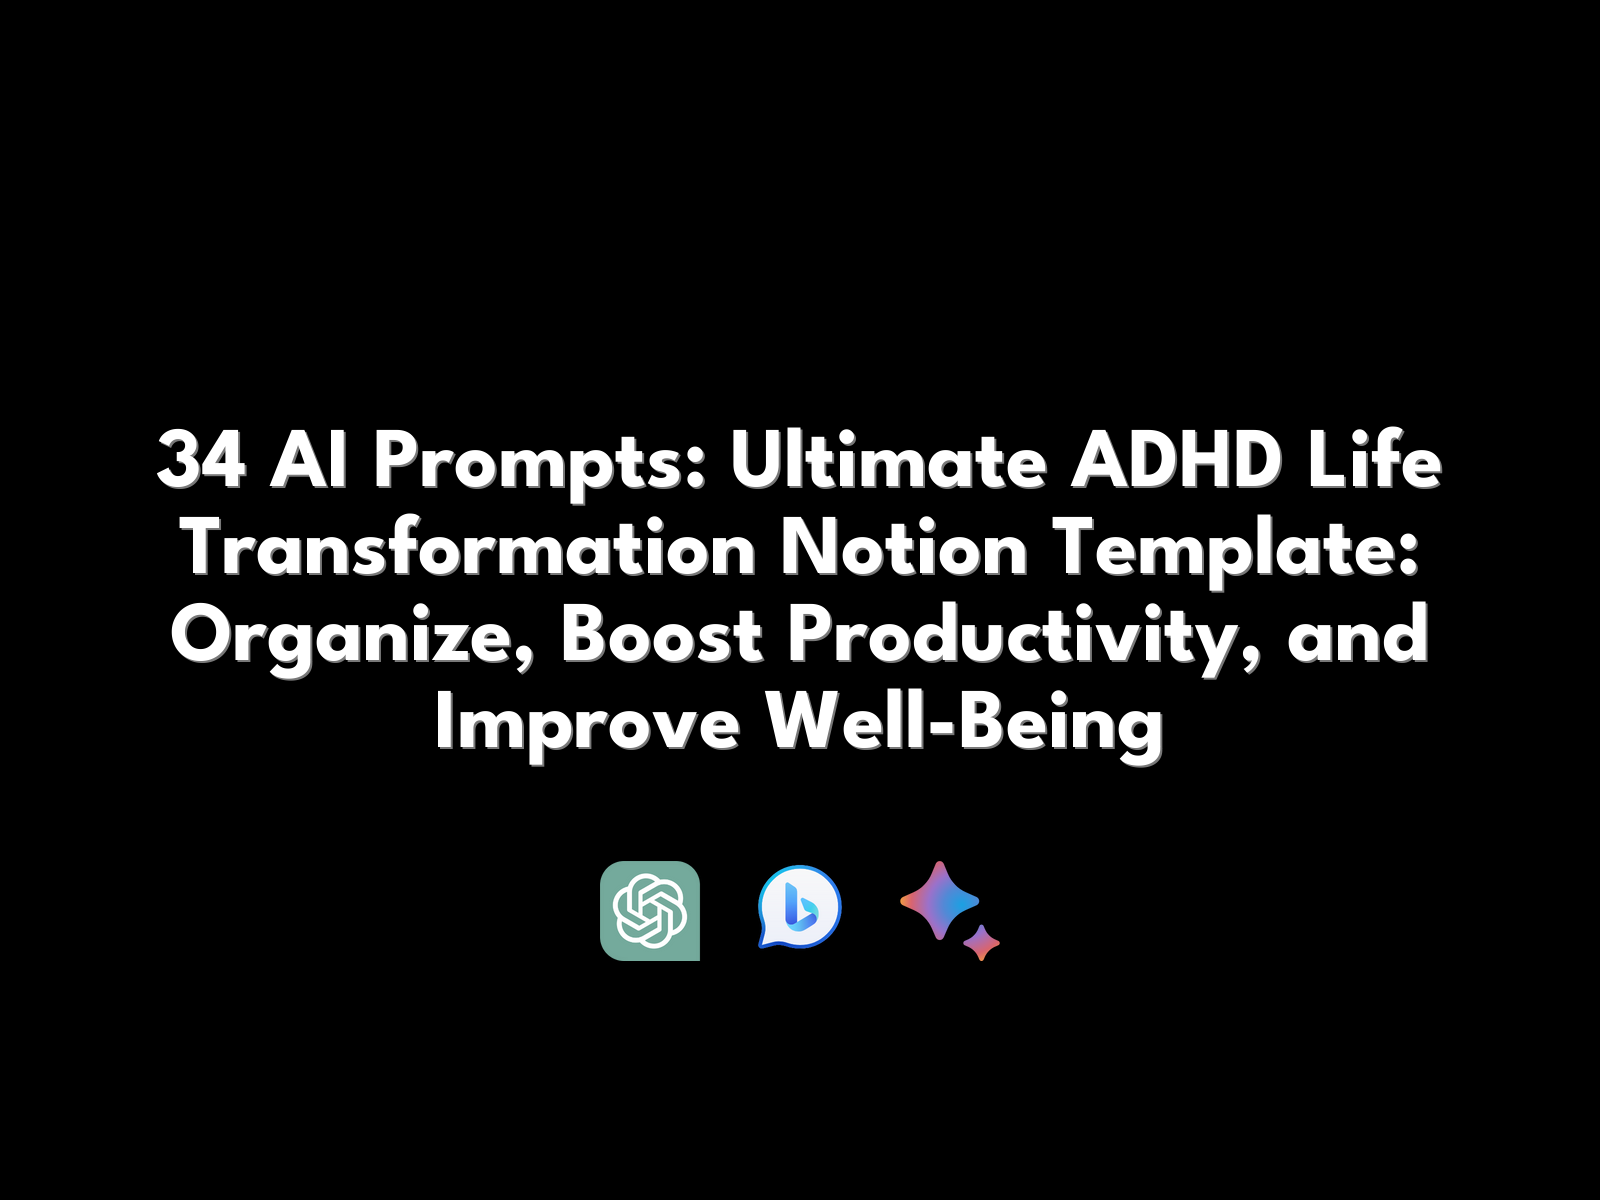 34 AI Prompts: Ultimate ADHD Life
Transformation Notion Template:
Organize, Boost Productivity, and
Improve Well-Being